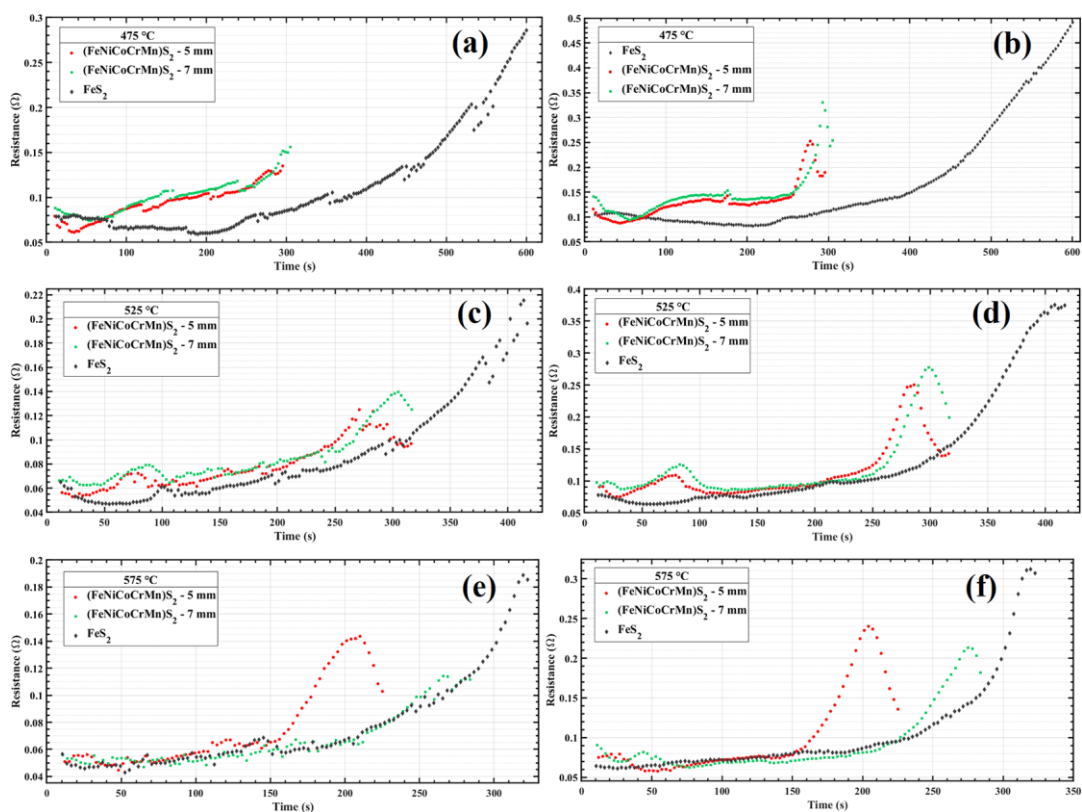 (a)
475 °C
(FeNiCoCrMn)S2 - 5 mm
(FeNiCoCrMn)S2 - 7 mm
FeS2
Resistance (Ω)
0.3
0.25
0.2
0.15
0.1
0.05
0 100 200 300 400 500 600
Time (s)
(b)
475 °C
FeS2
(FeNiCoCrMn)S2 - 5 mm
(FeNiCoCrMn)S2 - 7 mm
Resistance (Ω)
0.5
0.45
0.4
0.35
0.3
0.25
0.2
0.15
0.1
0.05
0 100 200 300 400 500 600
Time (s)
(c)
525 °C
(FeNiCoCrMn)S2 - 5 mm
(FeNiCoCrMn)S2 - 7 mm
FeS2
Resistance (Ω)
0.22
0.2
0.18
0.16
0.14
0.12
0.1
0.08
0.06
0.04
0 50 100 150 200 250 300 350 400
Time (s)
(d)
525 °C
(FeNiCoCrMn)S2 - 5 mm
(FeNiCoCrMn)S2 - 7 mm
FeS2
Resistance (Ω)
0.4
0.35
0.3
0.25
0.2
0.15
0.1
0.05
0 50 100 150 200 250 300 350 400
Time (s)
(e)
575 °C
(FeNiCoCrMn)S2 - 5 mm
(FeNiCoCrMn)S2 - 7 mm
FeS2
Resistance (Ω)
0.2
0.18
0.16
0.14
0.12
0.1
0.08
0.06
0.04
0 50 100 150 200 250 300
Time (s)
(f)
575 °C
(FeNiCoCrMn)S2 - 5 mm
(FeNiCoCrMn)S2 - 7 mm
FeS2
Resistance (Ω)
0.3
0.25
0.2
0.15
0.1
0.05
0 50 100 150 200 250 300 350
Time (s)